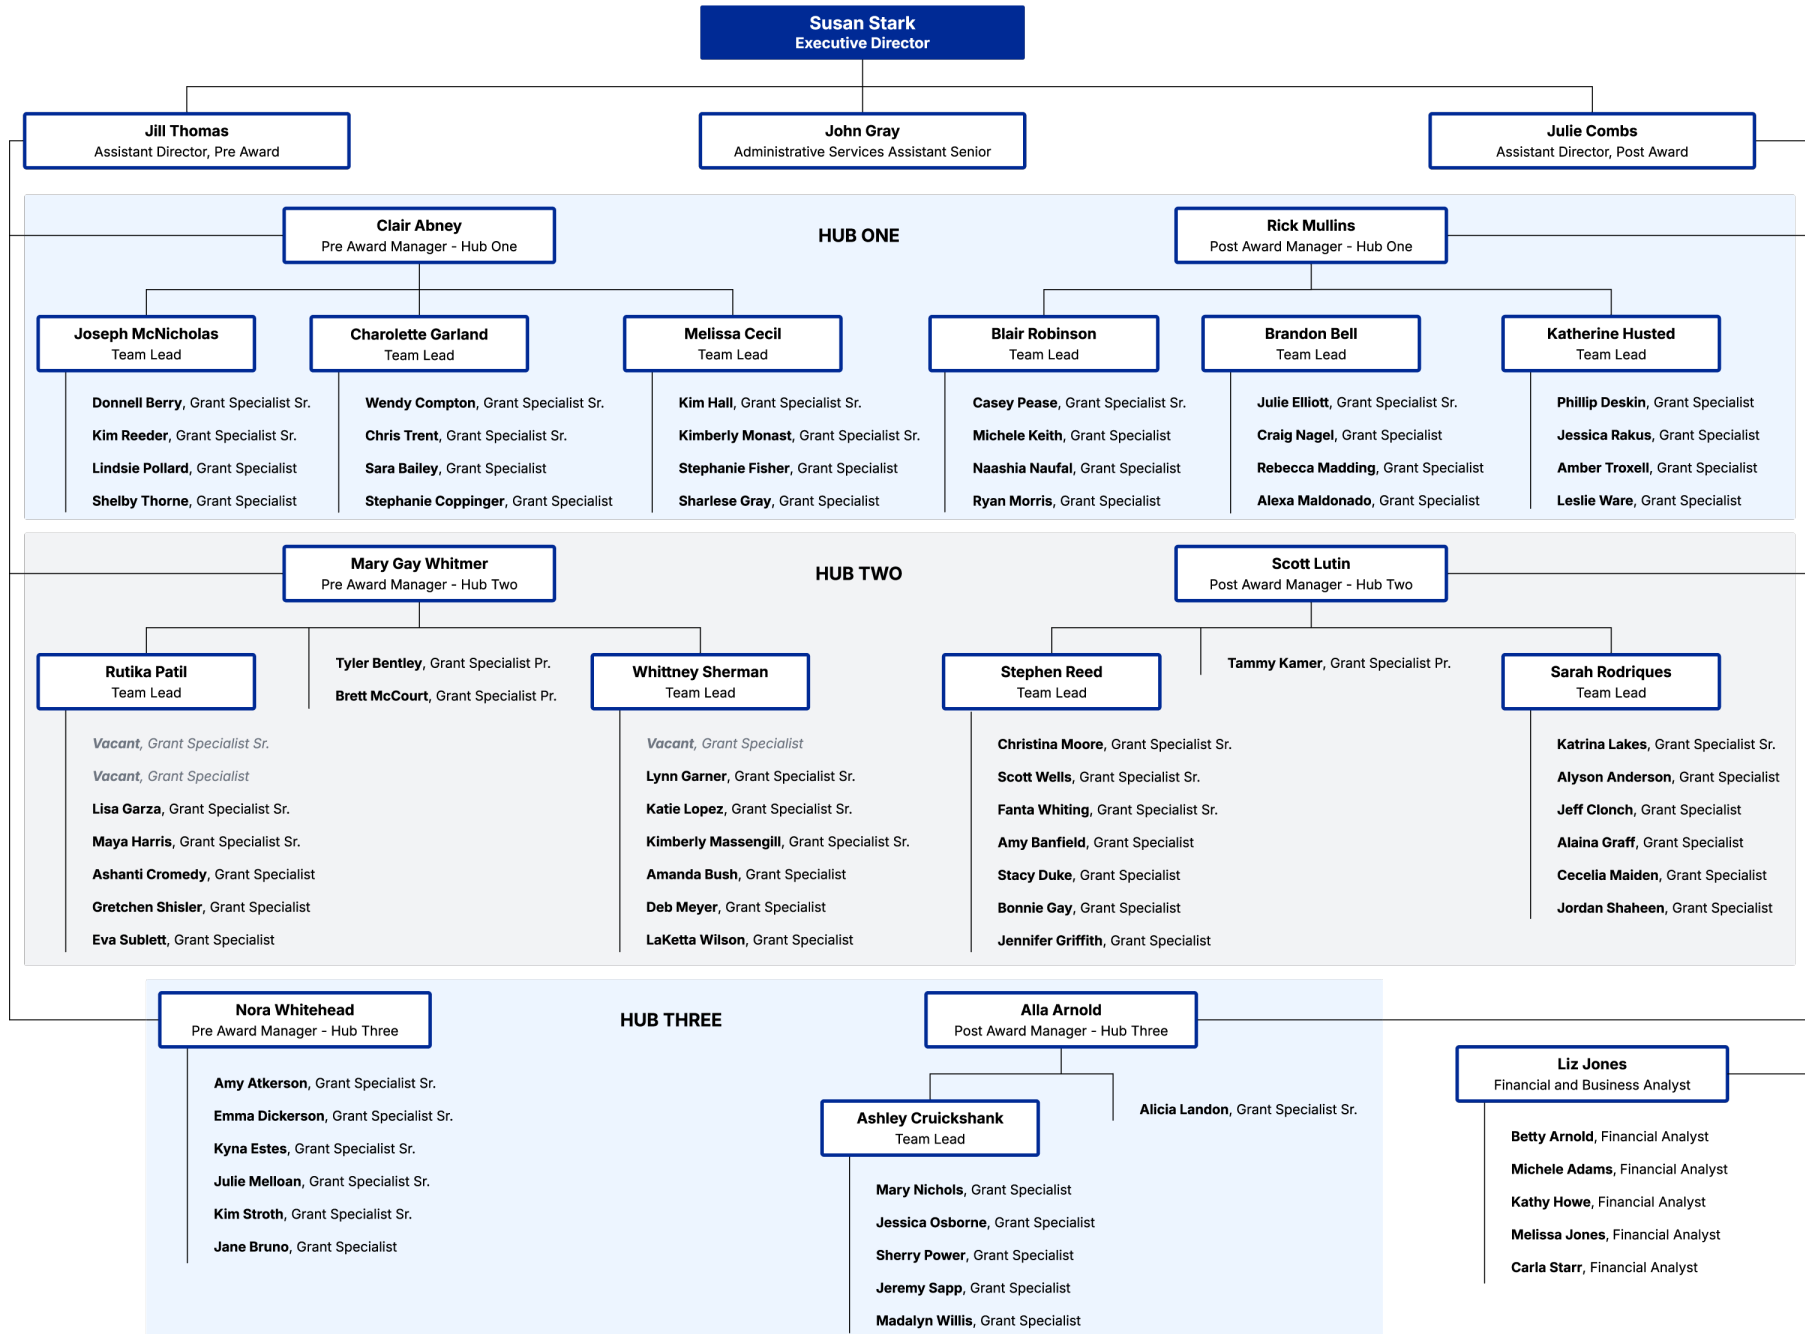 Susan Stark
Executive Director
Jill Thomas
Assistant Director, Pre Award
John Gray
Administrative Services Assistant Senior
Julie Combs
Assistant Director, Post Award
HUB ONE
Clair Abney
Pre Award Manager - Hub One
Joseph McNicholas
Team Lead
Donnell Berry, Grant Specialist Sr.
Kim Reeder, Grant Specialist Sr.
Lindsie Pollard, Grant Specialist
Shelby Thorne, Grant Specialist
Charolette Garland
Team Lead
Wendy Compton, Grant Specialist Sr.
Chris Trent, Grant Specialist Sr.
Sara Bailey, Grant Specialist
Stephanie Coppinger, Grant Specialist
Melissa Cecil
Team Lead
Kim Hall, Grant Specialist Sr.
Kimberly Monast, Grant Specialist Sr.
Stephanie Fisher, Grant Specialist
Sharlese Gray, Grant Specialist
Rick Mullins
Post Award Manager - Hub One
Blair Robinson
Team Lead
Casey Pease, Grant Specialist Sr.
Michele Keith, Grant Specialist
Naashia Naufal, Grant Specialist
Ryan Morris, Grant Specialist
Brandon Bell
Team Lead
Julie Elliott, Grant Specialist Sr.
Craig Nagel, Grant Specialist
Rebecca Madding, Grant Specialist
Alexa Maldonado, Grant Specialist
Katherine Husted
Team Lead
Phillip Deskin, Grant Specialist
Jessica Rakus, Grant Specialist
Amber Troxell, Grant Specialist
Leslie Ware, Grant Specialist
HUB TWO
Mary Gay Whitmer
Pre Award Manager - Hub Two
Rutika Patil
Team Lead
Vacant, Grant Specialist Sr.
Vacant, Grant Specialist
Lisa Garza, Grant Specialist Sr.
Maya Harris, Grant Specialist Sr.
Ashanti Cromedy, Grant Specialist
Gretchen Shisler, Grant Specialist
Eva Sublett, Grant Specialist
Tyler Bentley, Grant Specialist Pr.
Brett McCourt, Grant Specialist Pr.
Whittney Sherman
Team Lead
Vacant, Grant Specialist
Lynn Garner, Grant Specialist Sr.
Katie Lopez, Grant Specialist Sr.
Kimberly Massengill, Grant Specialist Sr.
Amanda Bush, Grant Specialist
Deb Meyer, Grant Specialist
LaKetta Wilson, Grant Specialist
Scott Lutin
Post Award Manager - Hub Two
Stephen Reed
Team Lead
Christina Moore, Grant Specialist Sr.
Scott Wells, Grant Specialist Sr.
Fanta Whiting, Grant Specialist Sr.
Amy Banfield, Grant Specialist
Stacy Duke, Grant Specialist
Bonnie Gay, Grant Specialist
Jennifer Griffith, Grant Specialist
Tammy Kamer, Grant Specialist Pr.
Sarah Rodriques
Team Lead
Katrina Lakes, Grant Specialist Sr.
Alyson Anderson, Grant Specialist
Jeff Clonch, Grant Specialist
Alaina Graff, Grant Specialist
Cecelia Maiden, Grant Specialist
Jordan Shaheen, Grant Specialist
HUB THREE
Nora Whitehead
Pre Award Manager - Hub Three
Amy Atkerson, Grant Specialist Sr.
Emma Dickerson, Grant Specialist Sr.
Kyna Estes, Grant Specialist Sr.
Julie Melloan, Grant Specialist Sr.
Kim Stroth, Grant Specialist Sr.
Jane Bruno, Grant Specialist
Alla Arnold
Post Award Manager - Hub Three
Ashley Cruickshank
Team Lead
Mary Nichols, Grant Specialist
Jessica Osborne, Grant Specialist
Sherry Power, Grant Specialist
Jeremy Sapp, Grant Specialist
Madalyn Willis, Grant Specialist
Alicia Landon, Grant Specialist Sr.
Liz Jones
Financial and Business Analyst
Betty Arnold, Financial Analyst
Michele Adams, Financial Analyst
Kathy Howe, Financial Analyst
Melissa Jones, Financial Analyst
Carla Starr, Financial Analyst